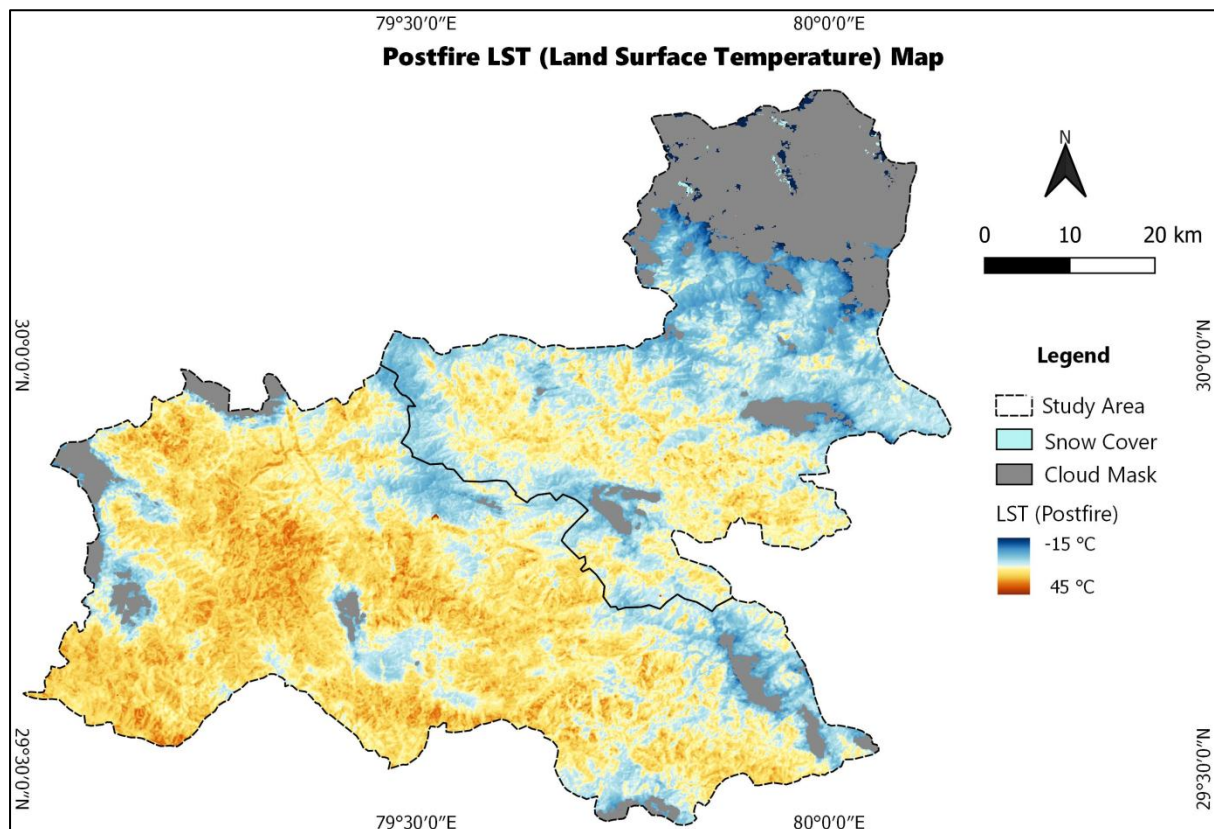 79°30′0″E 80°0′0″E
Postfire LST (Land Surface Temperature) Map
N
0 10 20 km
30°0′0″N 30°0′0″N
Legend
Study Area
Snow Cover
Cloud Mask
LST (Postfire)
-15 °C
45 °C
29°30′0″N 29°30′0″N
79°30′0″E 80°0′0″E